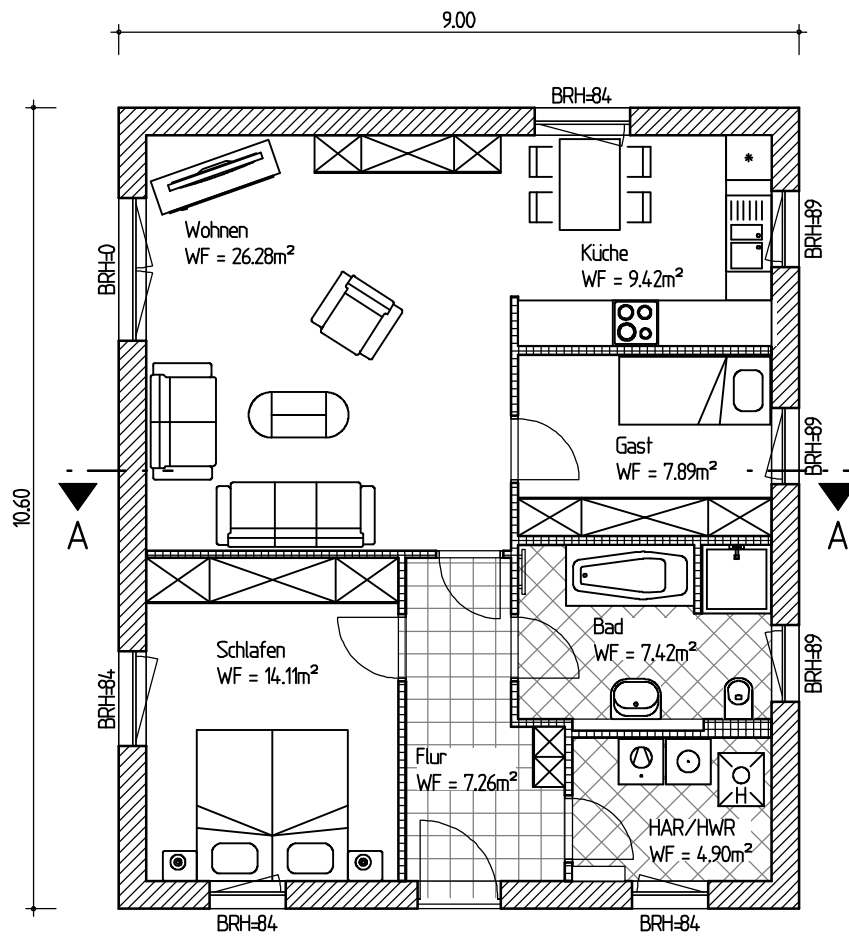 9.00
BRH=84
10.60
Wohnen
WF = 26.28m²
Küche
WF = 9.42m²
BRH=0
BRH=89
Gast
WF = 7.89m²
BRH=89
A
A
Bad
WF = 7.42m²
Schlafen
WF = 14.11m²
BRH=84
BRH=89
Flur
WF = 7.26m²
H
HAR/HWR
WF = 4.90m²
BRH=84
BRH=84